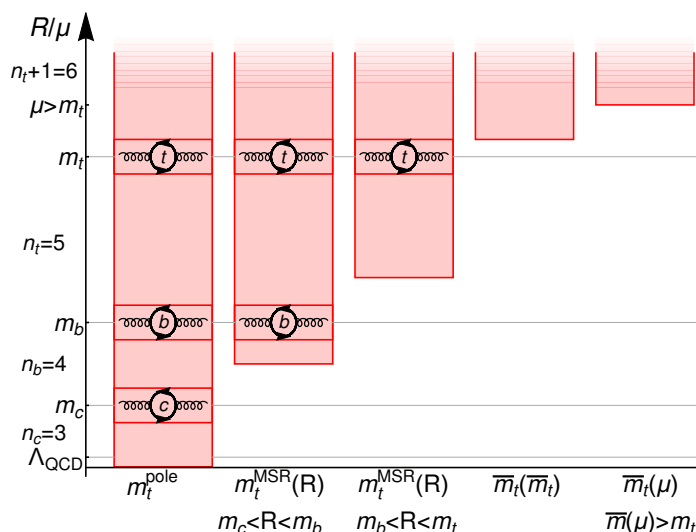 R/μ
n_t+1=6
μ>m_t
m_t
t t t
n_t=5
m_b
b b
n_b=4
m_c
c
n_c=3
Λ_QCD
m_t^pole m_t^MSR(R) m_t^MSR(R) m̅_t(m̅_t) m̅_t(μ)
m_c<R<m_b m_b<R<m_t m̅(μ)>m_t